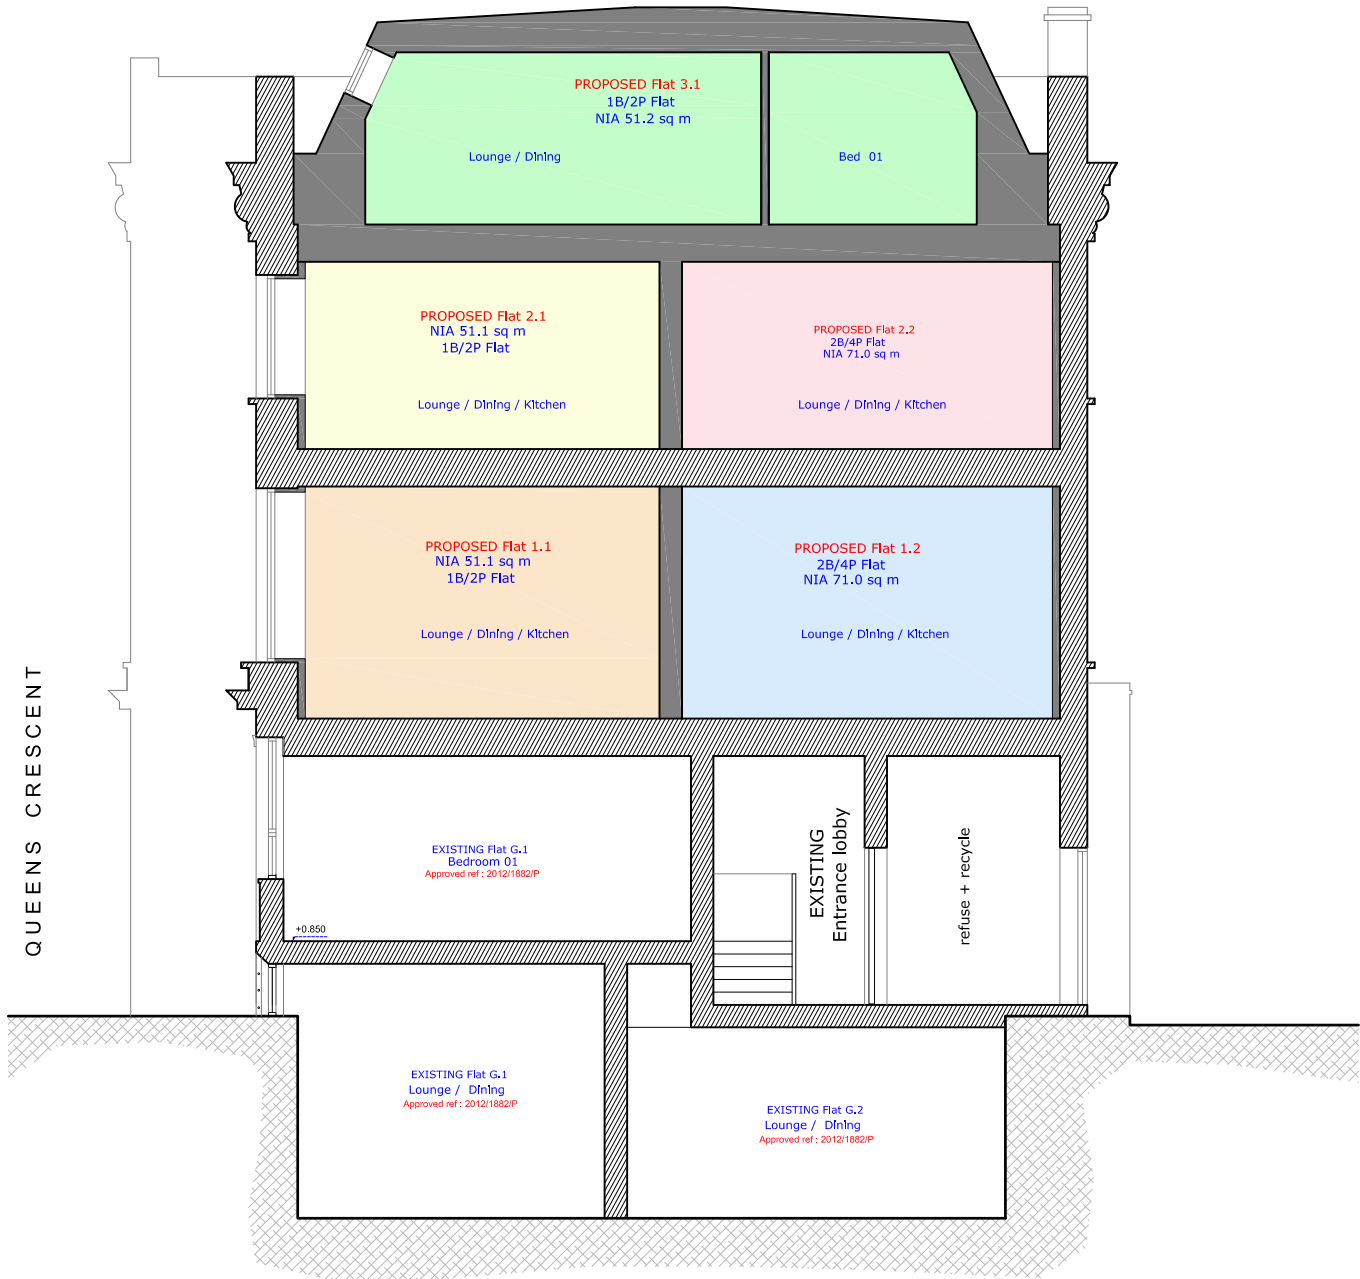 PROPOSED Flat 3.1
1B/2P Flat
NIA 51.2 sq m
Lounge / Dining
Bed 01
PROPOSED Flat 2.1
NIA 51.1 sq m
1B/2P Flat
Lounge / Dining / Kitchen
PROPOSED Flat 2.2
2B/4P Flat
NIA 71.0 sq m
Lounge / Dining / Kitchen
PROPOSED Flat 1.1
NIA 51.1 sq m
1B/2P Flat
Lounge / Dining / Kitchen
PROPOSED Flat 1.2
2B/4P Flat
NIA 71.0 sq m
Lounge / Dining / Kitchen
QUEENS CRESCENT
EXISTING Flat G.1
Bedroom 01
Approved ref : 2012/1882/P
+0.850
EXISTING
Entrance lobby
refuse + recycle
EXISTING Flat G.1
Lounge / Dining
Approved ref : 2012/1882/P
EXISTING Flat G.2
Lounge / Dining
Approved ref : 2012/1882/P